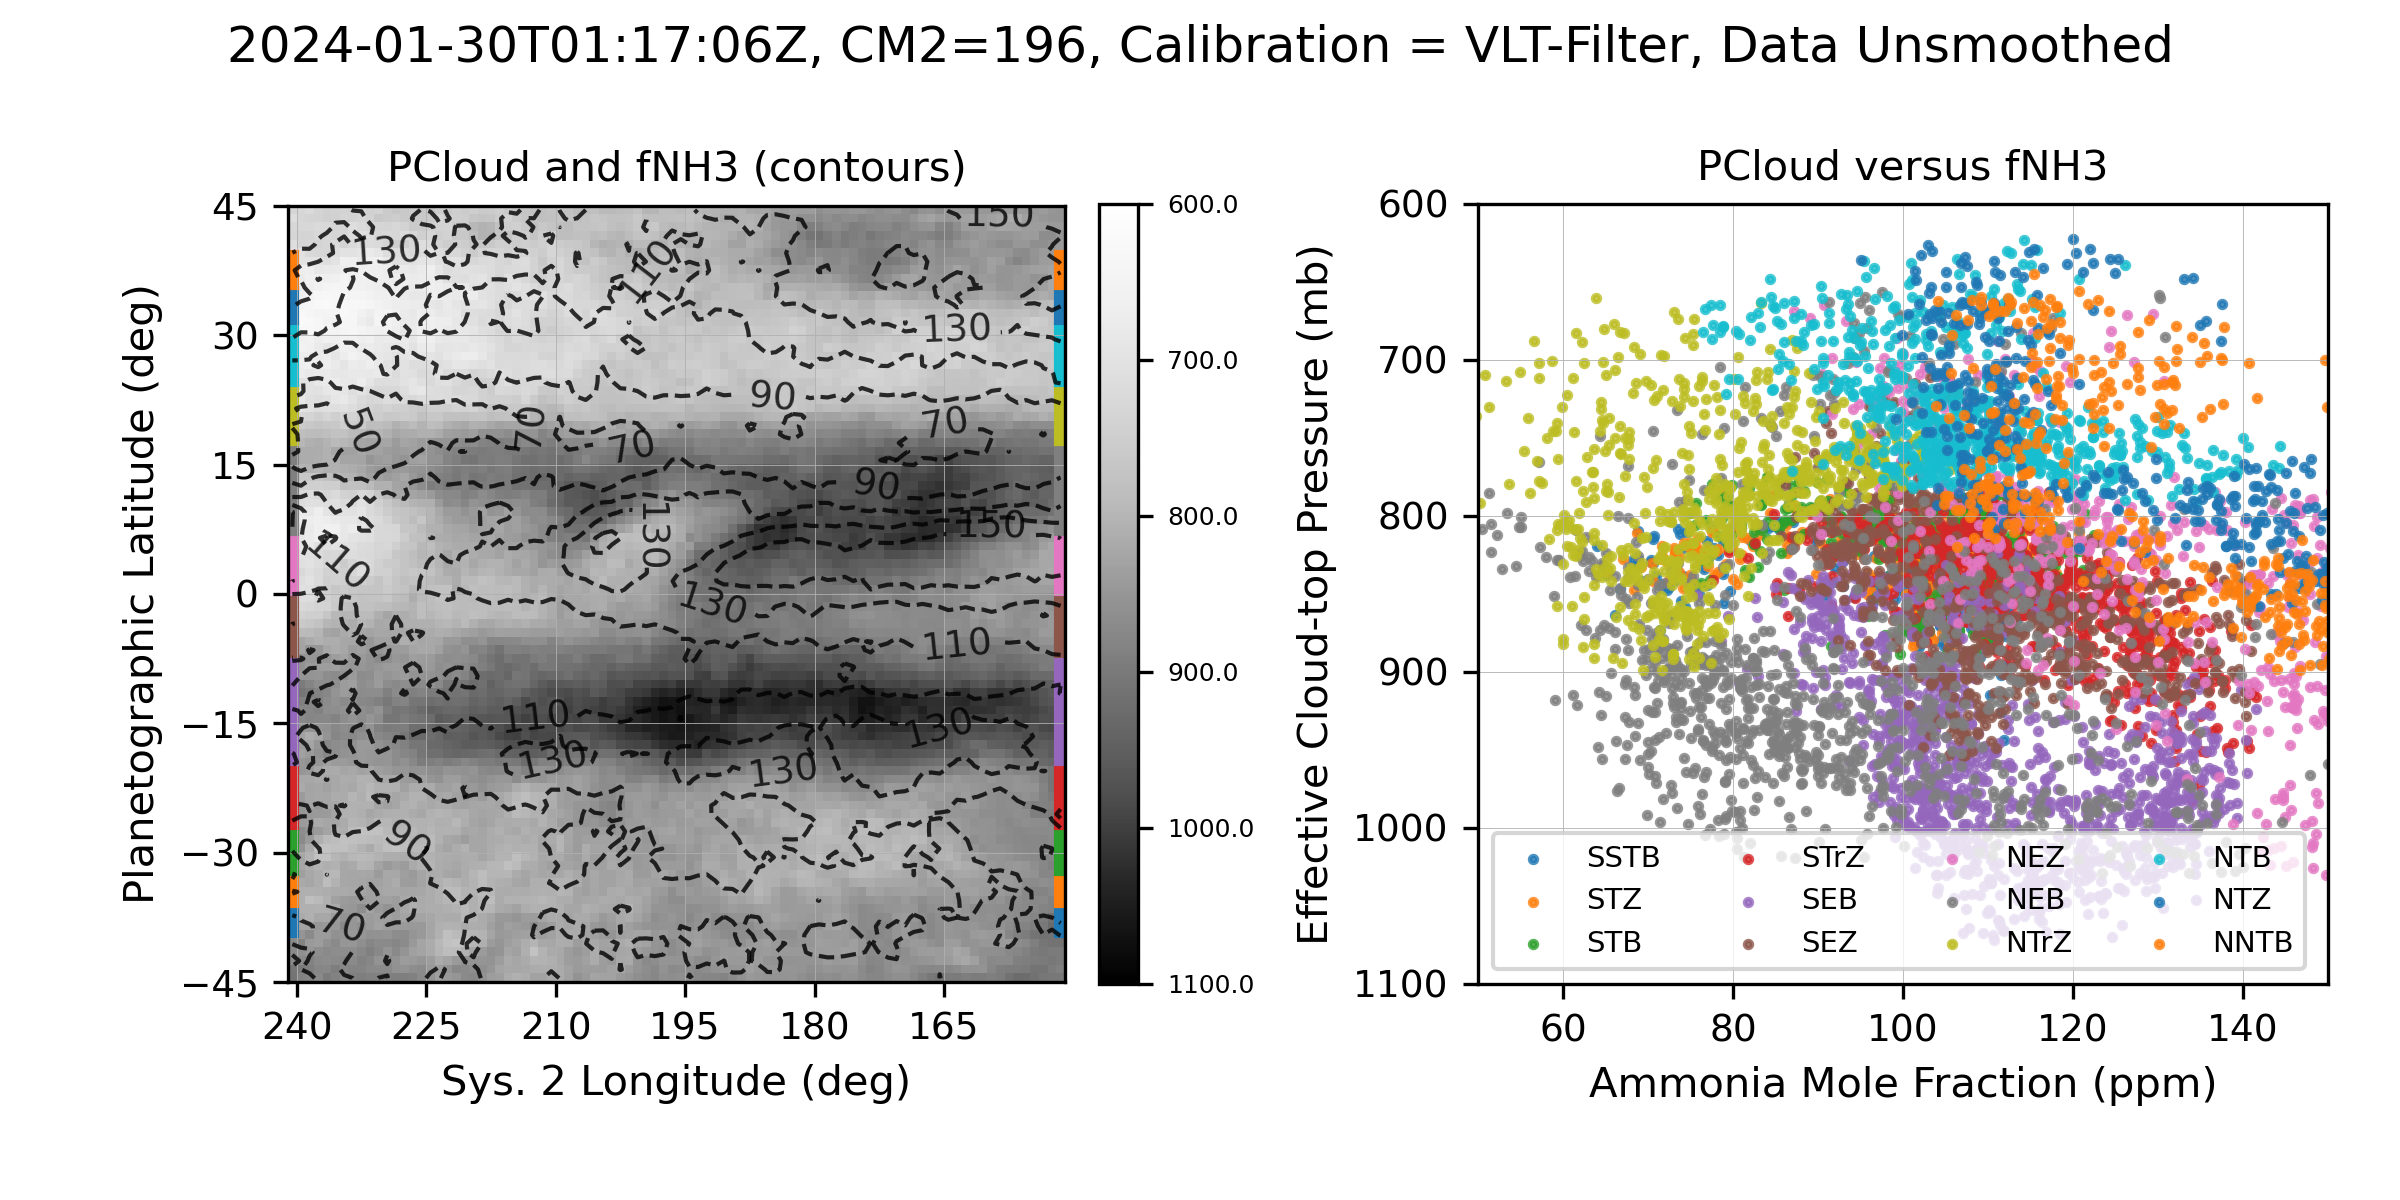 2024-01-30T01:17:06Z, CM2=196, Calibration = VLT-Filter, Data Unsmoothed
PCloud and fNH3 (contours)
Planetographic Latitude (deg)
45
30
15
0
−15
−30
−45
150
130
110
130
90
50
70
70
70
90
150
130
110
130
110
110
130
130
130
90
70
240
225
210
195
180
165
Sys. 2 Longitude (deg)
600.0
700.0
800.0
900.0
1000.0
1100.0
PCloud versus fNH3
Effective Cloud-top Pressure (mb)
600
700
800
900
1000
1100
SSTB
STZ
STB
STrZ
SEB
SEZ
NEZ
NEB
NTrZ
NTB
NTZ
NNTB
60
80
100
120
140
Ammonia Mole Fraction (ppm)